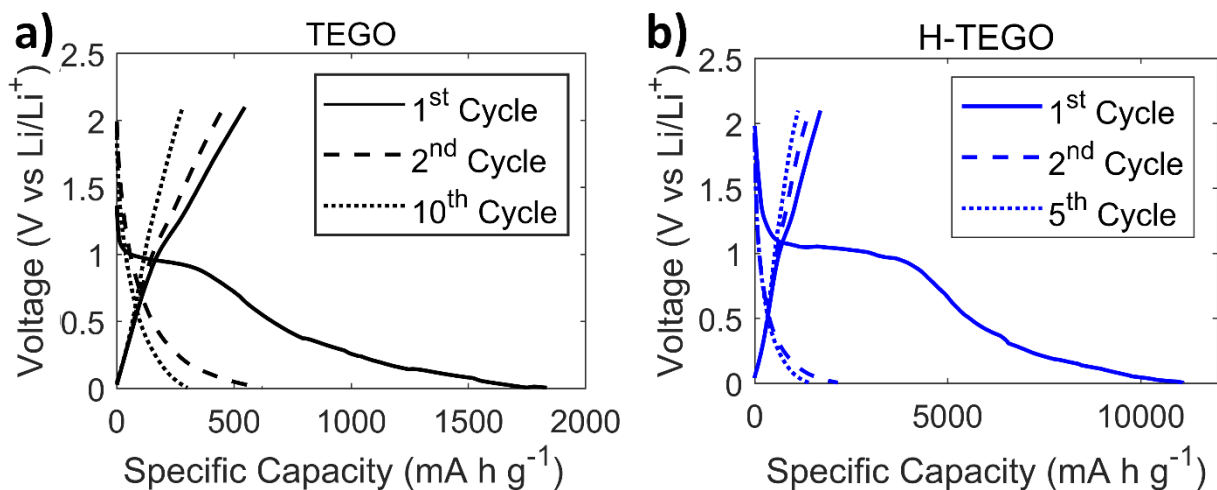 a)
TEGO
Voltage (V vs Li/Li⁺)
2.5
2
1.5
1
0.5
0
1ˢᵗ Cycle
2ⁿᵈ Cycle
10ᵗʰ Cycle
0 500 1000 1500 2000
Specific Capacity (mA h g⁻¹)
b)
H-TEGO
Voltage (V vs Li/Li⁺)
2.5
2
1.5
1
0.5
0
1ˢᵗ Cycle
2ⁿᵈ Cycle
5ᵗʰ Cycle
0 5000 10000
Specific Capacity (mA h g⁻¹)